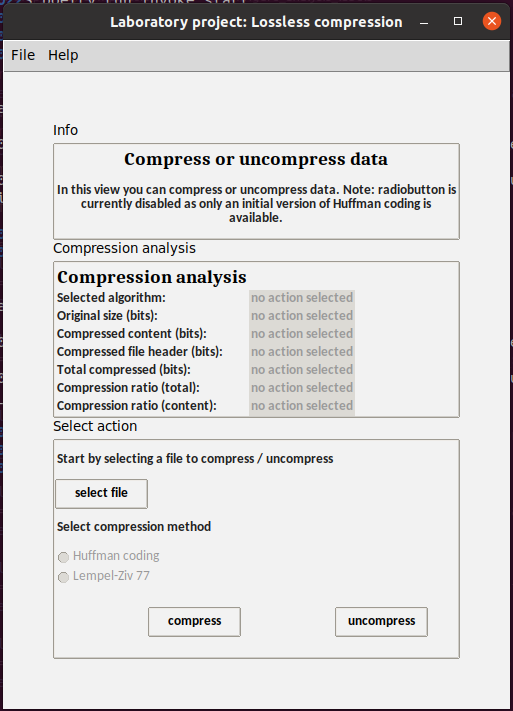 Laboratory project: Lossless compression
File Help
Info
Compress or uncompress data
In this view you can compress or uncompress data. Note: radiobutton is
currently disabled as only an initial version of Huffman coding is
available.
Compression analysis
Compression analysis
Selected algorithm: no action selected
Original size (bits): no action selected
Compressed content (bits): no action selected
Compressed file header (bits): no action selected
Total compressed (bits): no action selected
Compression ratio (total): no action selected
Compression ratio (content): no action selected
Select action
Start by selecting a file to compress / uncompress
select file
Select compression method
Huffman coding
Lempel-Ziv 77
compress uncompress